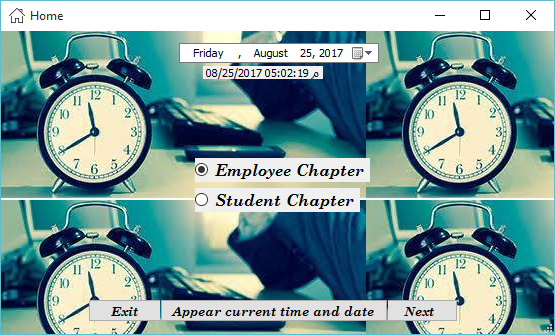 Home
Friday , August 25, 2017
08/25/2017 05:02:19 م
Employee Chapter
Student Chapter
Exit Appear current time and date Next